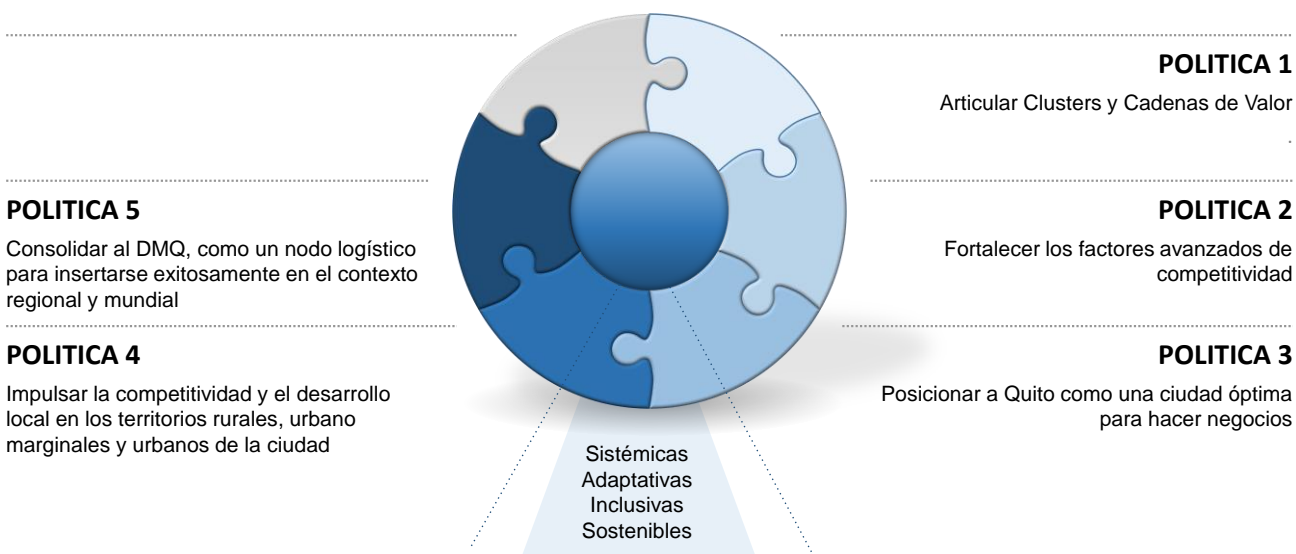 POLITICA 1
Articular Clusters y Cadenas de Valor
.
POLITICA 2
Fortalecer los factores avanzados de
competitividad
POLITICA 3
Posicionar a Quito como una ciudad óptima
para hacer negocios
POLITICA 5
Consolidar al DMQ, como un nodo logístico
para insertarse exitosamente en el contexto
regional y mundial
POLITICA 4
Impulsar la competitividad y el desarrollo
local en los territorios rurales, urbano
marginales y urbanos de la ciudad
Sistémicas
Adaptativas
Inclusivas
Sostenibles